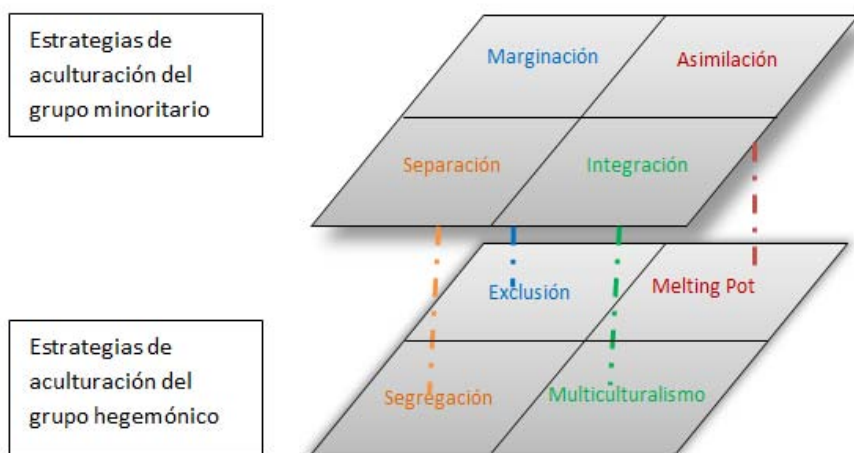 Estrategias de
aculturación del
grupo minoritario
Marginación
Asimilación
Separación
Integración
Estrategias de
aculturación del
grupo hegemónico
Exclusión
Melting Pot
Segregación
Multiculturalismo